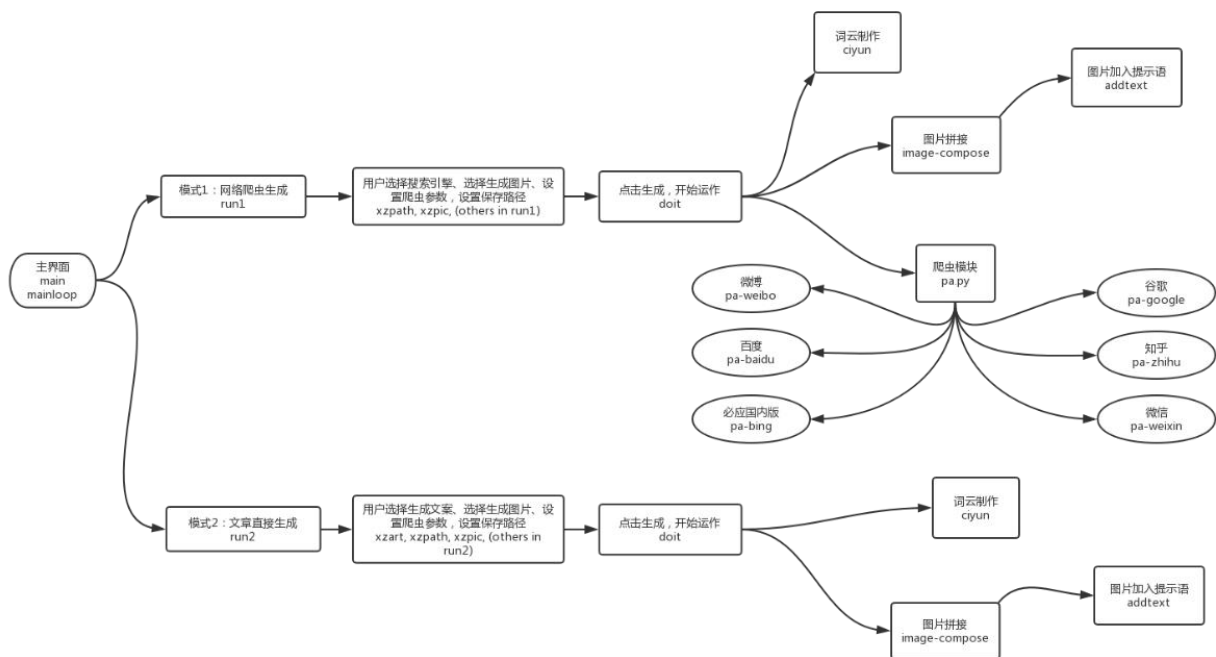 词云制作
ciyun
图片加入提示语
addtext
图片拼接
image-compose
模式1：网络爬虫生成
run1
用户选择搜索引擎、选择生成图片、设
置爬虫参数，设置保存路径
xzpath, xzpic, (others in run1)
点击生成，开始运作
doit
主界面
main
mainloop
爬虫模块
pa.py
微博
pa-weibo
谷歌
pa-google
百度
pa-baidu
知乎
pa-zhihu
必应国内版
pa-bing
微信
pa-weixin
模式2：文章直接生成
run2
用户选择生成文案、选择生成图片、设
置爬虫参数，设置保存路径
xzart, xzpath, xzpic, (others in
run2)
点击生成，开始运作
doit
词云制作
ciyun
图片加入提示语
addtext
图片拼接
image-compose